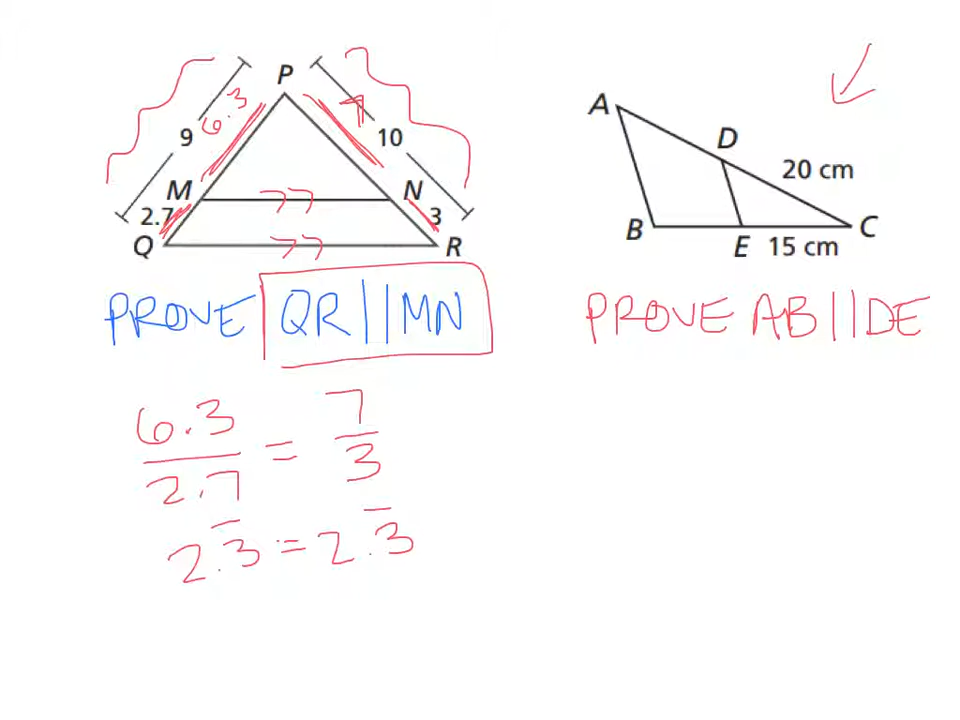 P
9
6.3
7
10
M
N
2.7
3
Q
R
A
D
20 cm
B
E
15 cm
C
PROVE QR||MN
PROVE AB||DE
6.3/2.7 = 7/3
2.3̅ = 2.3̅